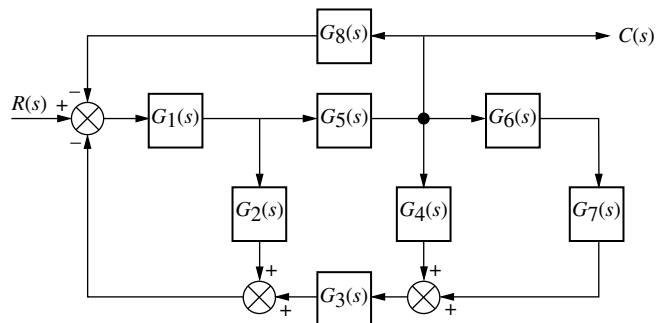 G8(s)
C(s)
−
R(s) +
G1(s)
G5(s)
G6(s)
−
G2(s)
G4(s)
G7(s)
+
+
G3(s)
+
+